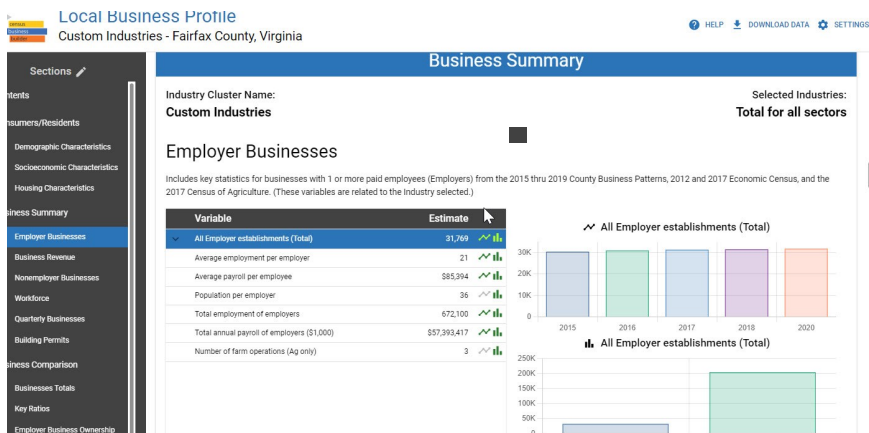 census
business
builder
Local Business Profile
Custom Industries - Fairfax County, Virginia
HELP
DOWNLOAD DATA
SETTINGS
Sections
ntents
nsumers/Residents
Demographic Characteristics
Socioeconomic Characteristics
Housing Characteristics
siness Summary
Employer Businesses
Business Revenue
Nonemployer Businesses
Workforce
Quarterly Businesses
Building Permits
siness Comparison
Businesses Totals
Key Ratios
Employer Business Ownership
Business Summary
Industry Cluster Name:
Custom Industries
Selected Industries:
Total for all sectors
Employer Businesses
Includes key statistics for businesses with 1 or more paid employees (Employers) from the 2015 thru 2019 County Business Patterns, 2012 and 2017 Economic Census, and the
2017 Census of Agriculture. (These variables are related to the Industry selected.)
Variable Estimate
All Employer establishments (Total) 31,769
Average employment per employer 21
Average payroll per employee $85,394
Population per employer 36
Total employment of employers 672,100
Total annual payroll of employers ($1,000) $57,393,417
Number of farm operations (Ag only) 3
All Employer establishments (Total)
30K
20K
10K
0
2015 2016 2017 2018 2020
All Employer establishments (Total)
250K
200K
150K
100K
50K
0